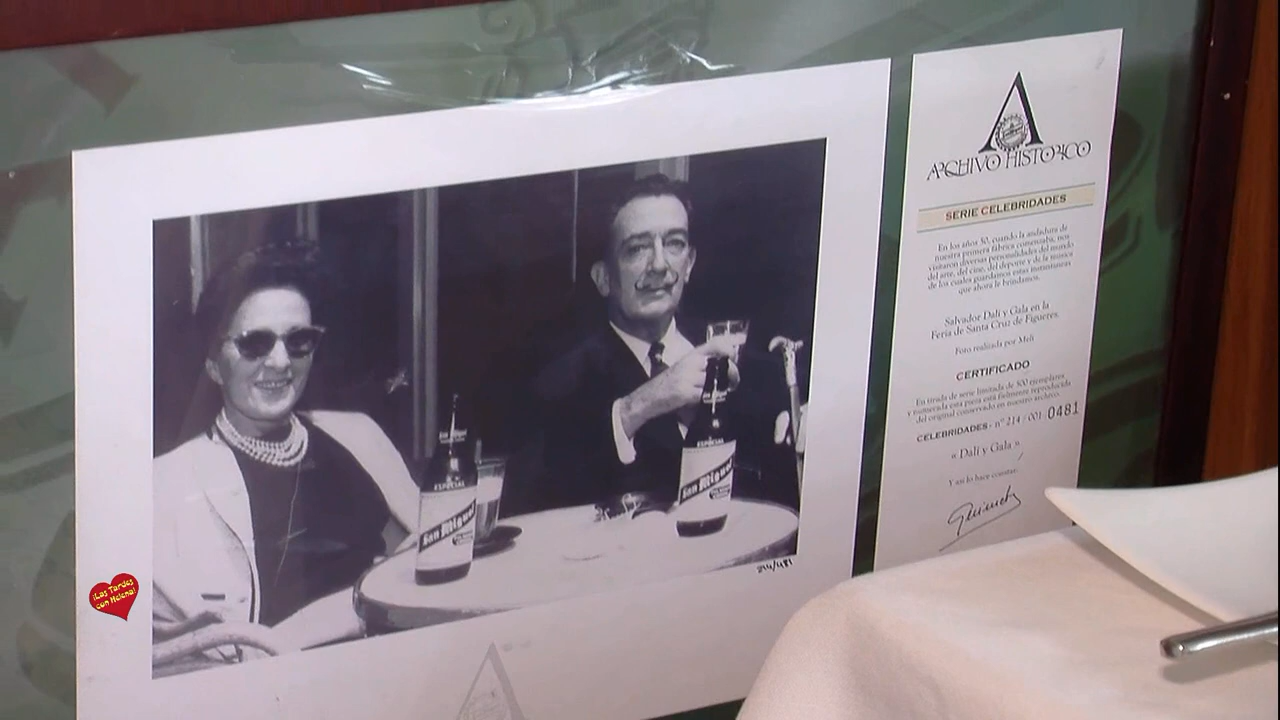 ESPECIAL
San Miguel
ESPECIAL
San Miguel
214/481
¡Las Tardes
con Helena!
A
ARCHIVO HISTORICO
SERIE CELEBRIDADES
En los años 50, cuando la andadura de
nuestra primera fábrica comenzaba, nos
visitaron diversas personalidades del mundo
del arte, del cine, del deporte y de la música
de los cuales guardamos estas instantáneas
que ahora le brindamos.
Salvador Dalí y Gala en la
Feria de Santa Cruz de Figueres.
Foto realizada por Meli
CERTIFICADO
En tirada de serie limitada de 500 ejemplares
y numerada esta pieza está fielmente reproducida
del original conservado en nuestro archivo.
CELEBRIDADES - nº 214 / 001 0481
« Dalí y Gala »
Y así lo hace constar: